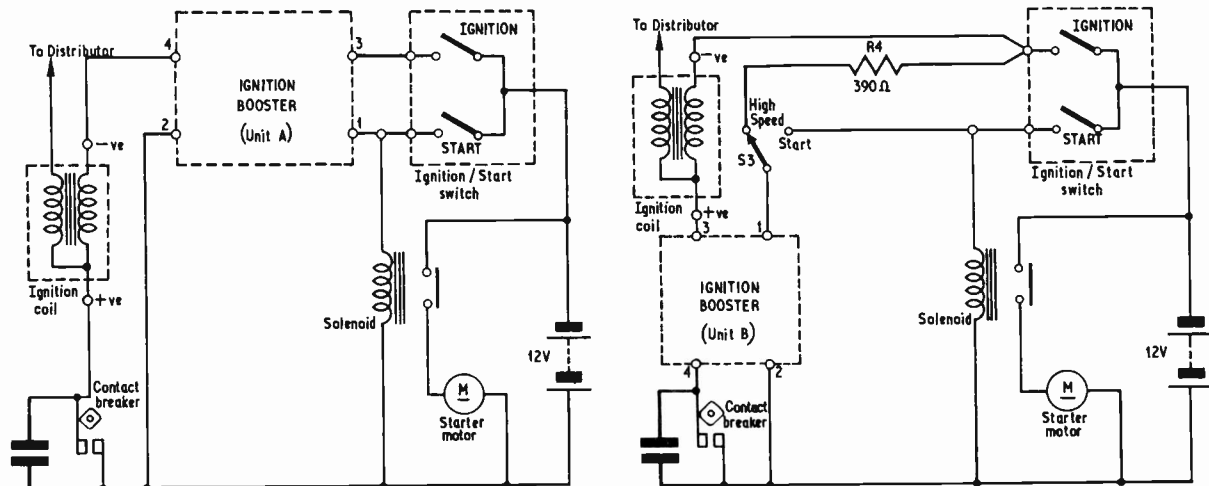 To Distributor
4
3
IGNITION
IGNITION
BOOSTER
(Unit A)
2
1
START
-ve
Ignition / Start
switch
Ignition
coil
+ve
Solenoid
12V
Contact
breaker
M
Starter
motor
To Distributor
-ve
R4
390Ω
IGNITION
High
Speed
Start
S3
START
Ignition / Start
switch
Ignition
coil
+ve
3
1
IGNITION
BOOSTER
(Unit B)
Solenoid
4
2
12V
Contact
breaker
M
Starter
motor